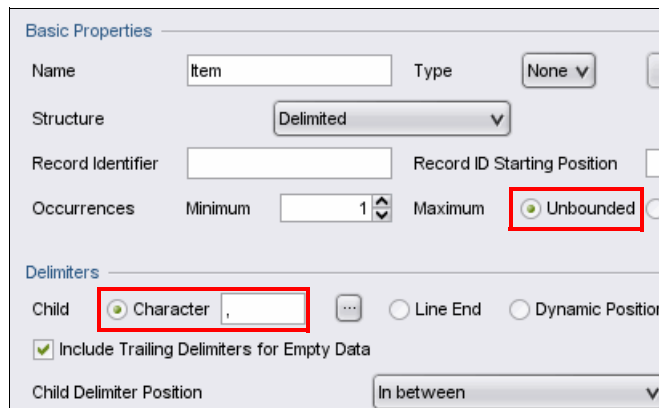 Basic Properties
Name Item Type None
Structure Delimited
Record Identifier Record ID Starting Position
Occurrences Minimum 1 Maximum Unbounded
Delimiters
Child Character , ... Line End Dynamic Position
Include Trailing Delimiters for Empty Data
Child Delimiter Position In between